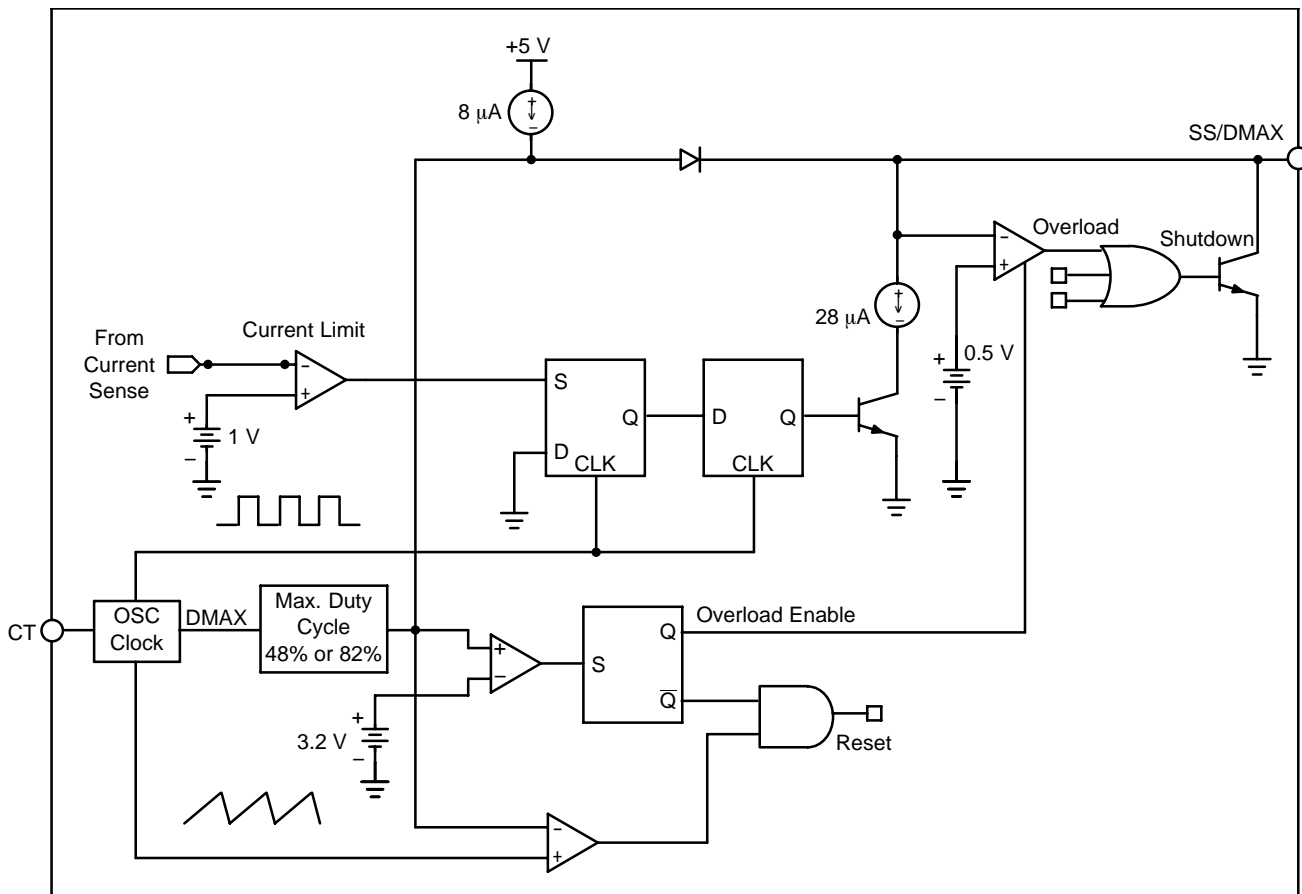 +5 V
8 µA
SS/DMAX
Overload
Shutdown
–
+
28 µA
+
–
0.5 V
From
Current
Sense
Current Limit
–
+
+
–
1 V
S
Q
D
CLK
D
Q
CLK
CT
OSC
Clock
DMAX
Max. Duty
Cycle
48% or 82%
+
–
+
–
3.2 V
S
Q
Q̅
Overload Enable
Reset
–
+